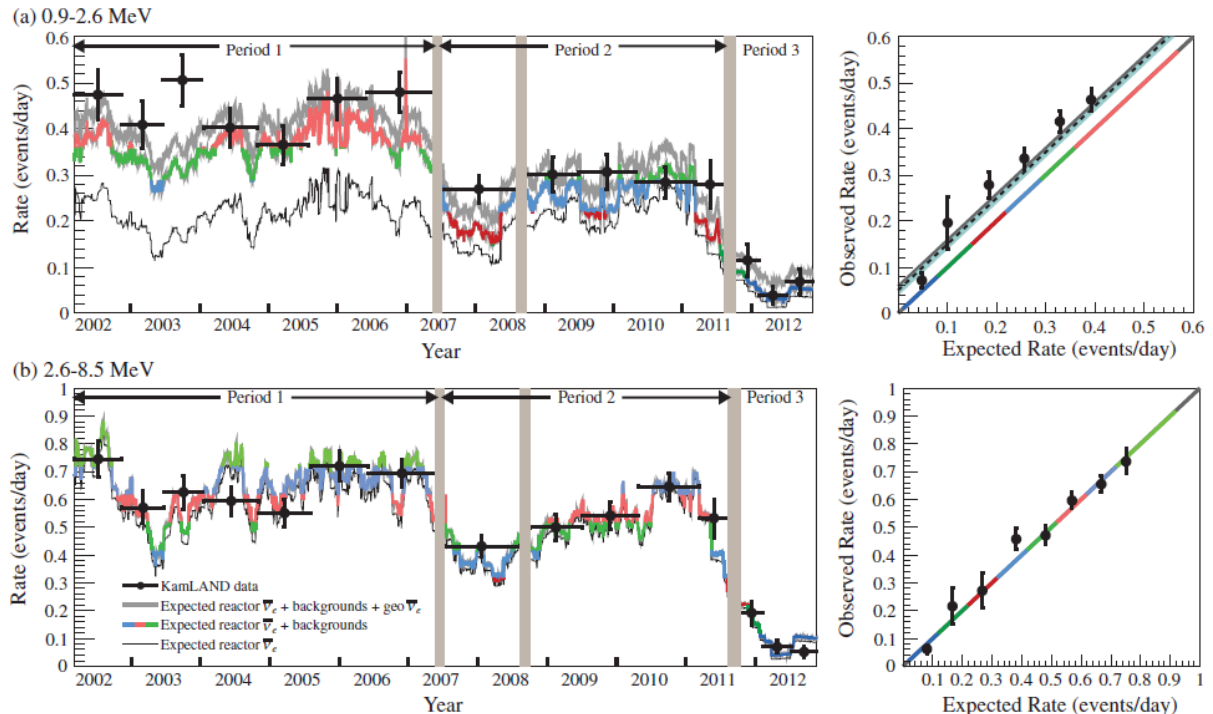 (a) 0.9-2.6 MeV
Period 1
Period 2
Period 3
Rate (events/day)
0.6
0.5
0.4
0.3
0.2
0.1
0
2002 2003 2004 2005 2006 2007 2008 2009 2010 2011 2012
Year
Observed Rate (events/day)
0.6
0.5
0.4
0.3
0.2
0.1
0
0.1 0.2 0.3 0.4 0.5 0.6
Expected Rate (events/day)
(b) 2.6-8.5 MeV
Period 1
Period 2
Period 3
Rate (events/day)
1
0.9
0.8
0.7
0.6
0.5
0.4
0.3
0.2
0.1
0
KamLAND data
Expected reactor ν̅e + backgrounds + geo ν̅e
Expected reactor ν̅e + backgrounds
Expected reactor ν̅e
2002 2003 2004 2005 2006 2007 2008 2009 2010 2011 2012
Year
Observed Rate (events/day)
1
0.9
0.8
0.7
0.6
0.5
0.4
0.3
0.2
0.1
0
0.1 0.2 0.3 0.4 0.5 0.6 0.7 0.8 0.9 1
Expected Rate (events/day)